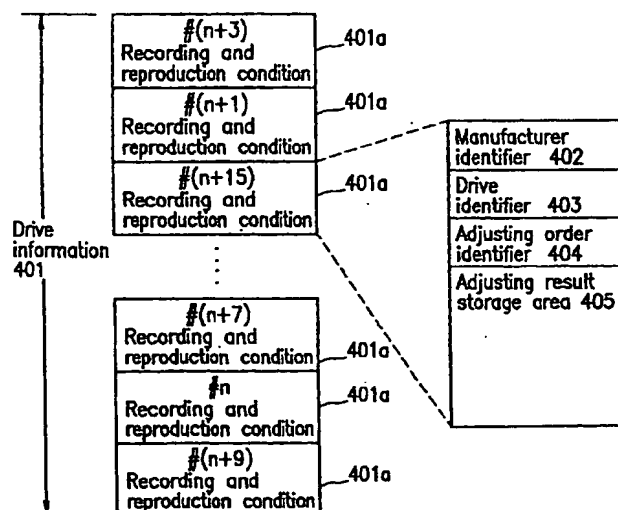 #(n+3)
Recording and
reproduction condition
401a
#(n+1)
Recording and
reproduction condition
401a
#(n+15)
Recording and
reproduction condition
401a
Drive
information
401
#(n+7)
Recording and
reproduction condition
401a
#n
Recording and
reproduction condition
401a
#(n+9)
Recording and
reproduction condition
401a
Manufacturer
identifier 402
Drive
identifier 403
Adjusting order
identifier 404
Adjusting result
storage area 405